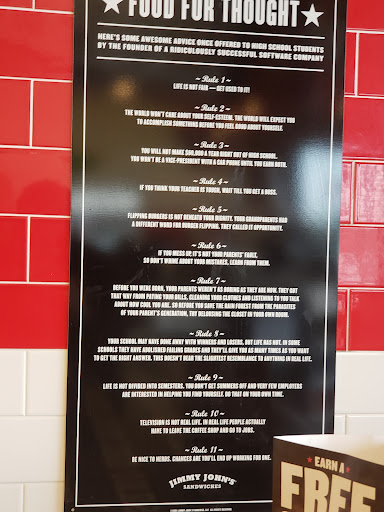 ★ FOOD FOR THOUGHT ★
HERE'S SOME AWESOME ADVICE ONCE OFFERED TO HIGH SCHOOL STUDENTS
BY THE FOUNDER OF A RIDICULOUSLY SUCCESSFUL SOFTWARE COMPANY
~ Rule 1 ~
LIFE IS NOT FAIR — GET USED TO IT!
~ Rule 2 ~
THE WORLD WON'T CARE ABOUT YOUR SELF-ESTEEM. THE WORLD WILL EXPECT YOU
TO ACCOMPLISH SOMETHING BEFORE YOU FEEL GOOD ABOUT YOURSELF.
~ Rule 3 ~
YOU WILL NOT MAKE $60,000 A YEAR RIGHT OUT OF HIGH SCHOOL.
YOU WON'T BE A VICE-PRESIDENT WITH A CAR PHONE UNTIL YOU EARN BOTH.
~ Rule 4 ~
IF YOU THINK YOUR TEACHER IS TOUGH, WAIT TILL YOU GET A BOSS.
~ Rule 5 ~
FLIPPING BURGERS IS NOT BENEATH YOUR DIGNITY. YOUR GRANDPARENTS HAD
A DIFFERENT WORD FOR BURGER FLIPPING. THEY CALLED IT OPPORTUNITY.
~ Rule 6 ~
IF YOU MESS UP, IT'S NOT YOUR PARENTS' FAULT,
SO DON'T WHINE ABOUT YOUR MISTAKES, LEARN FROM THEM.
~ Rule 7 ~
BEFORE YOU WERE BORN, YOUR PARENTS WEREN'T AS BORING AS THEY ARE NOW. THEY GOT
THAT WAY FROM PAYING YOUR BILLS, CLEANING YOUR CLOTHES AND LISTENING TO YOU TALK
ABOUT HOW COOL YOU ARE. SO BEFORE YOU SAVE THE RAIN FOREST FROM THE PARASITES
OF YOUR PARENT'S GENERATION, TRY DELOUSING THE CLOSET IN YOUR OWN ROOM.
~ Rule 8 ~
YOUR SCHOOL MAY HAVE DONE AWAY WITH WINNERS AND LOSERS, BUT LIFE HAS NOT. IN SOME
SCHOOLS THEY HAVE ABOLISHED FAILING GRADES AND THEY'LL GIVE YOU AS MANY TIMES AS YOU WANT
TO GET THE RIGHT ANSWER. THIS DOESN'T BEAR THE SLIGHTEST RESEMBLANCE TO ANYTHING IN REAL LIFE.
~ Rule 9 ~
LIFE IS NOT DIVIDED INTO SEMESTERS. YOU DON'T GET SUMMERS OFF AND VERY FEW EMPLOYERS
ARE INTERESTED IN HELPING YOU FIND YOURSELF. DO THAT ON YOUR OWN TIME.
~ Rule 10 ~
TELEVISION IS NOT REAL LIFE. IN REAL LIFE PEOPLE ACTUALLY
HAVE TO LEAVE THE COFFEE SHOP AND GO TO JOBS.
~ Rule 11 ~
BE NICE TO NERDS. CHANCES ARE YOU'LL END UP WORKING FOR ONE.
JIMMY JOHN'S
SANDWICHES
EARN A
FREE